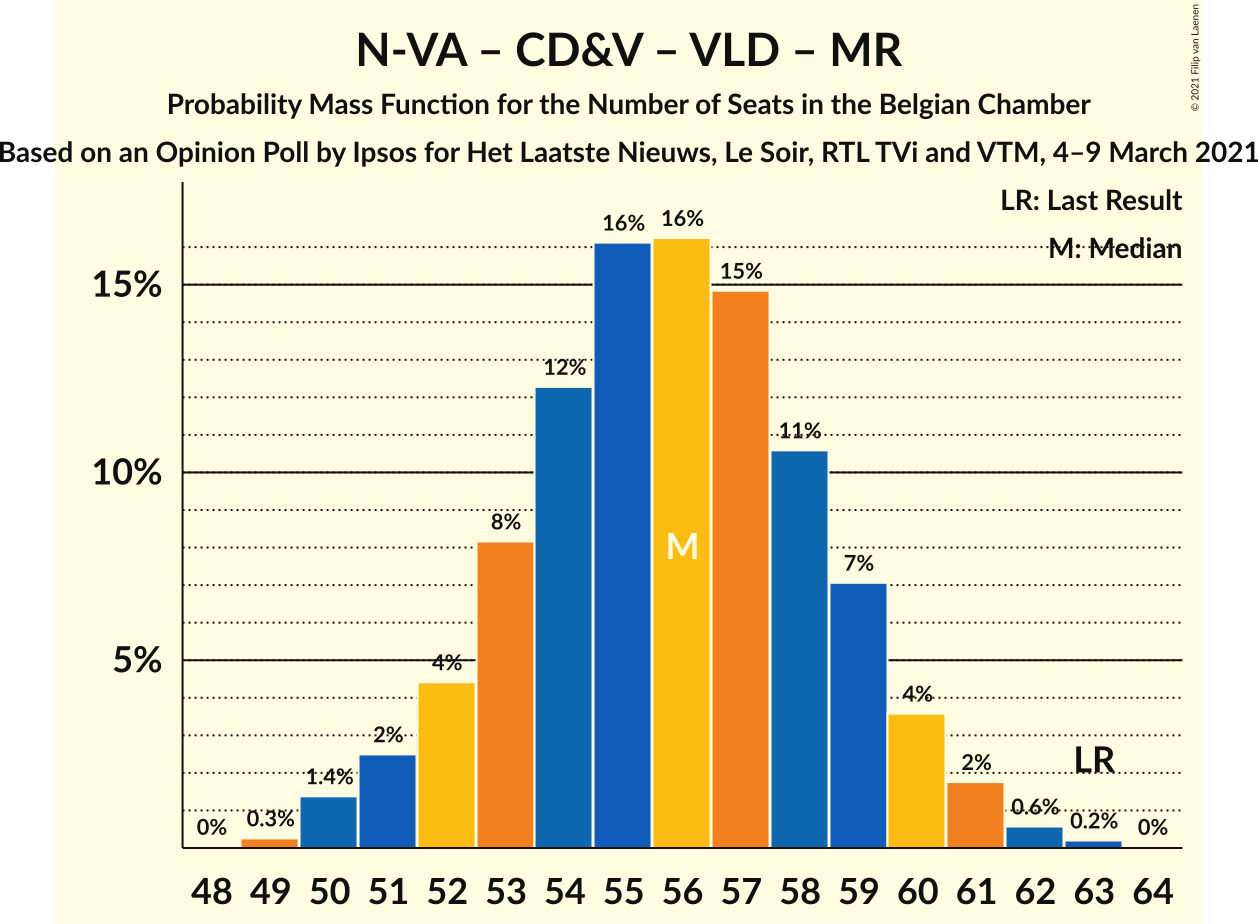 N-VA – CD&V – VLD – MR
Probability Mass Function for the Number of Seats in the Belgian Chamber
Based on an Opinion Poll by Ipsos for Het Laatste Nieuws, Le Soir, RTL TVi and VTM, 4–9 March 2021
© 2021 Filip van Laenen
LR: Last Result
M: Median
15%
10%
5%
0%
0.3%
1.4%
2%
4%
8%
12%
16%
16%
15%
11%
7%
4%
2%
0.6%
0.2%
0%
M
LR
48 49 50 51 52 53 54 55 56 57 58 59 60 61 62 63 64